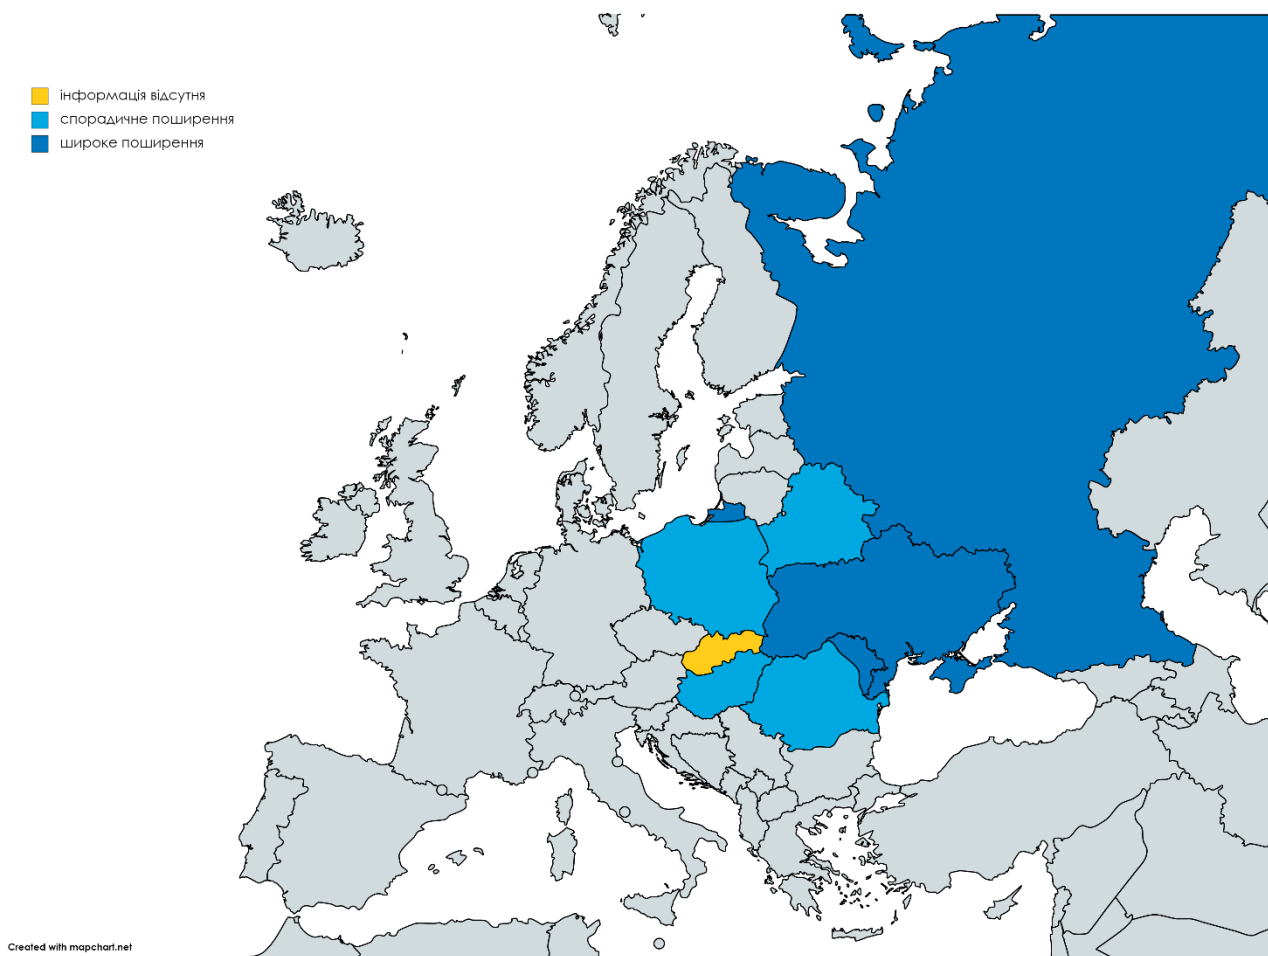 інформація відсутня
спорадичне поширення
широке поширення
Created with mapchart.net